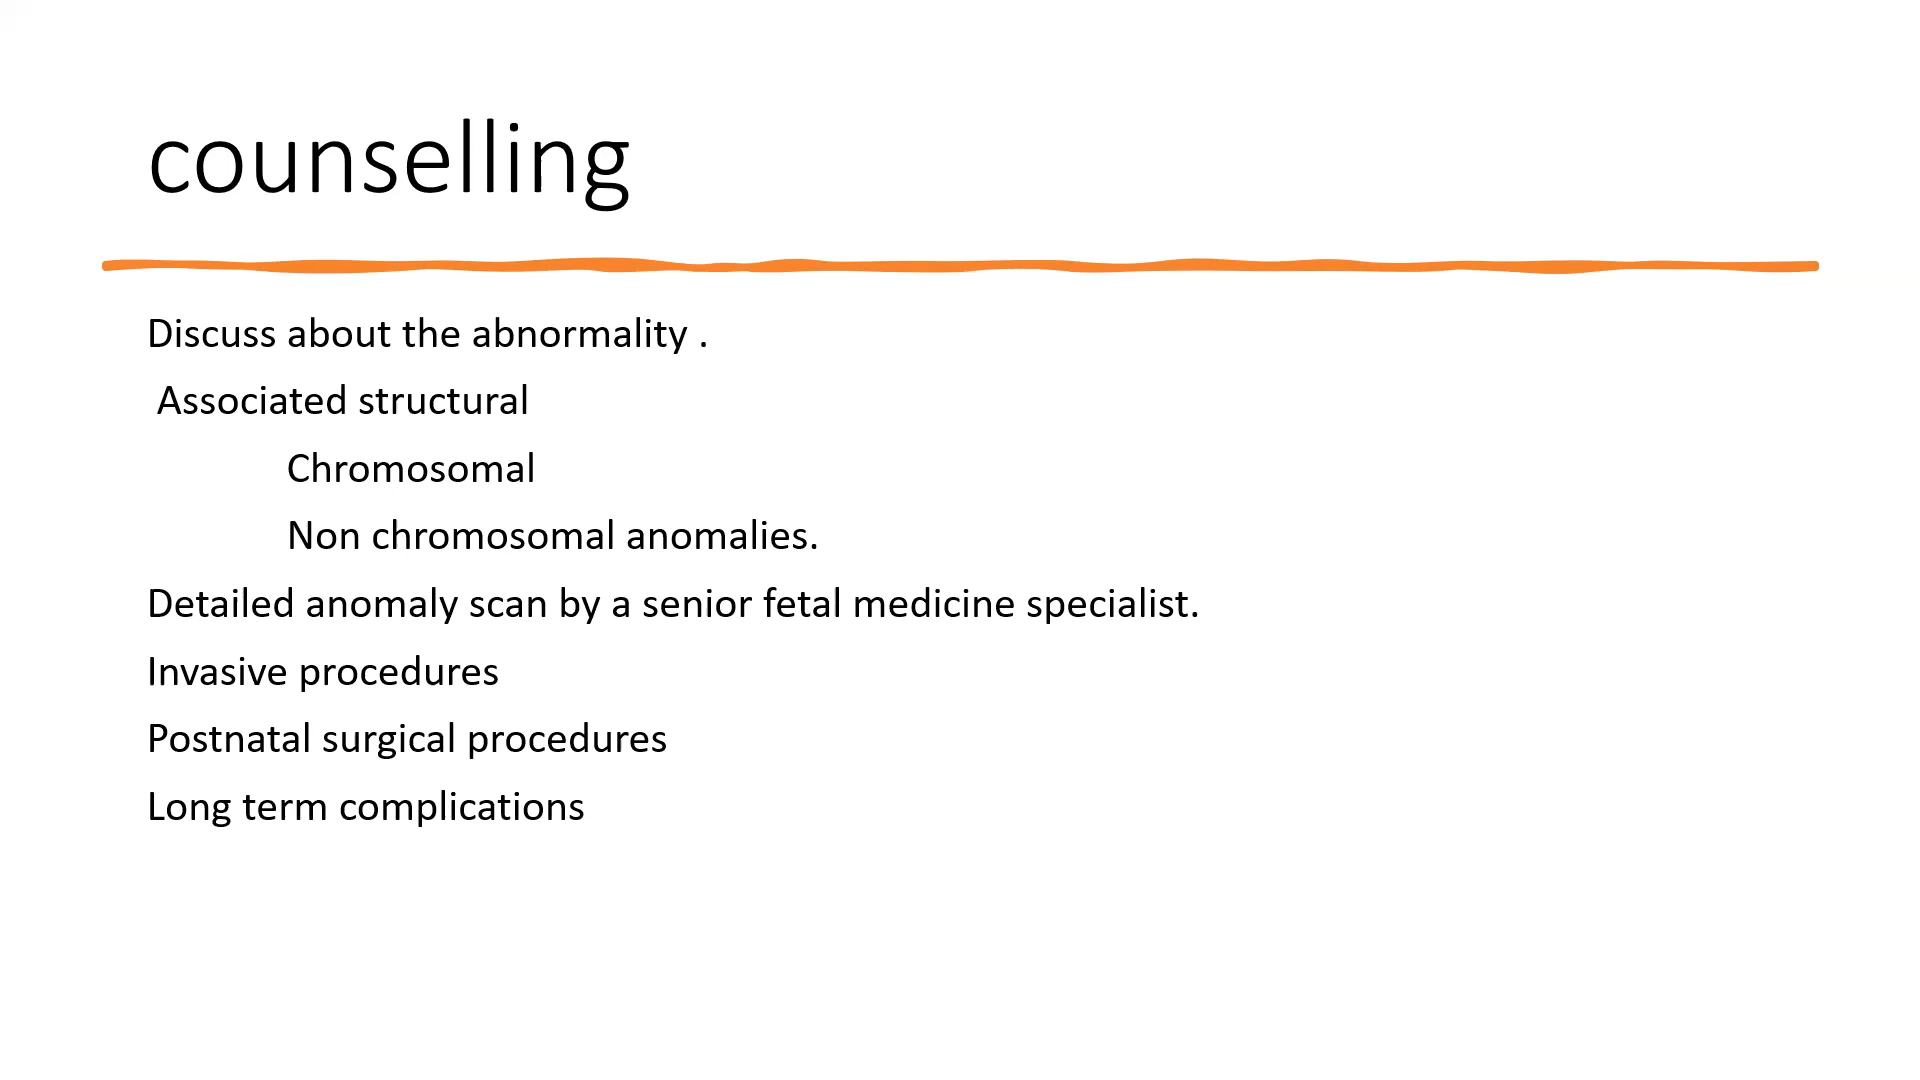 counselling
Discuss about the abnormality .
Associated structural
Chromosomal
Non chromosomal anomalies.
Detailed anomaly scan by a senior fetal medicine specialist.
Invasive procedures
Postnatal surgical procedures
Long term complications